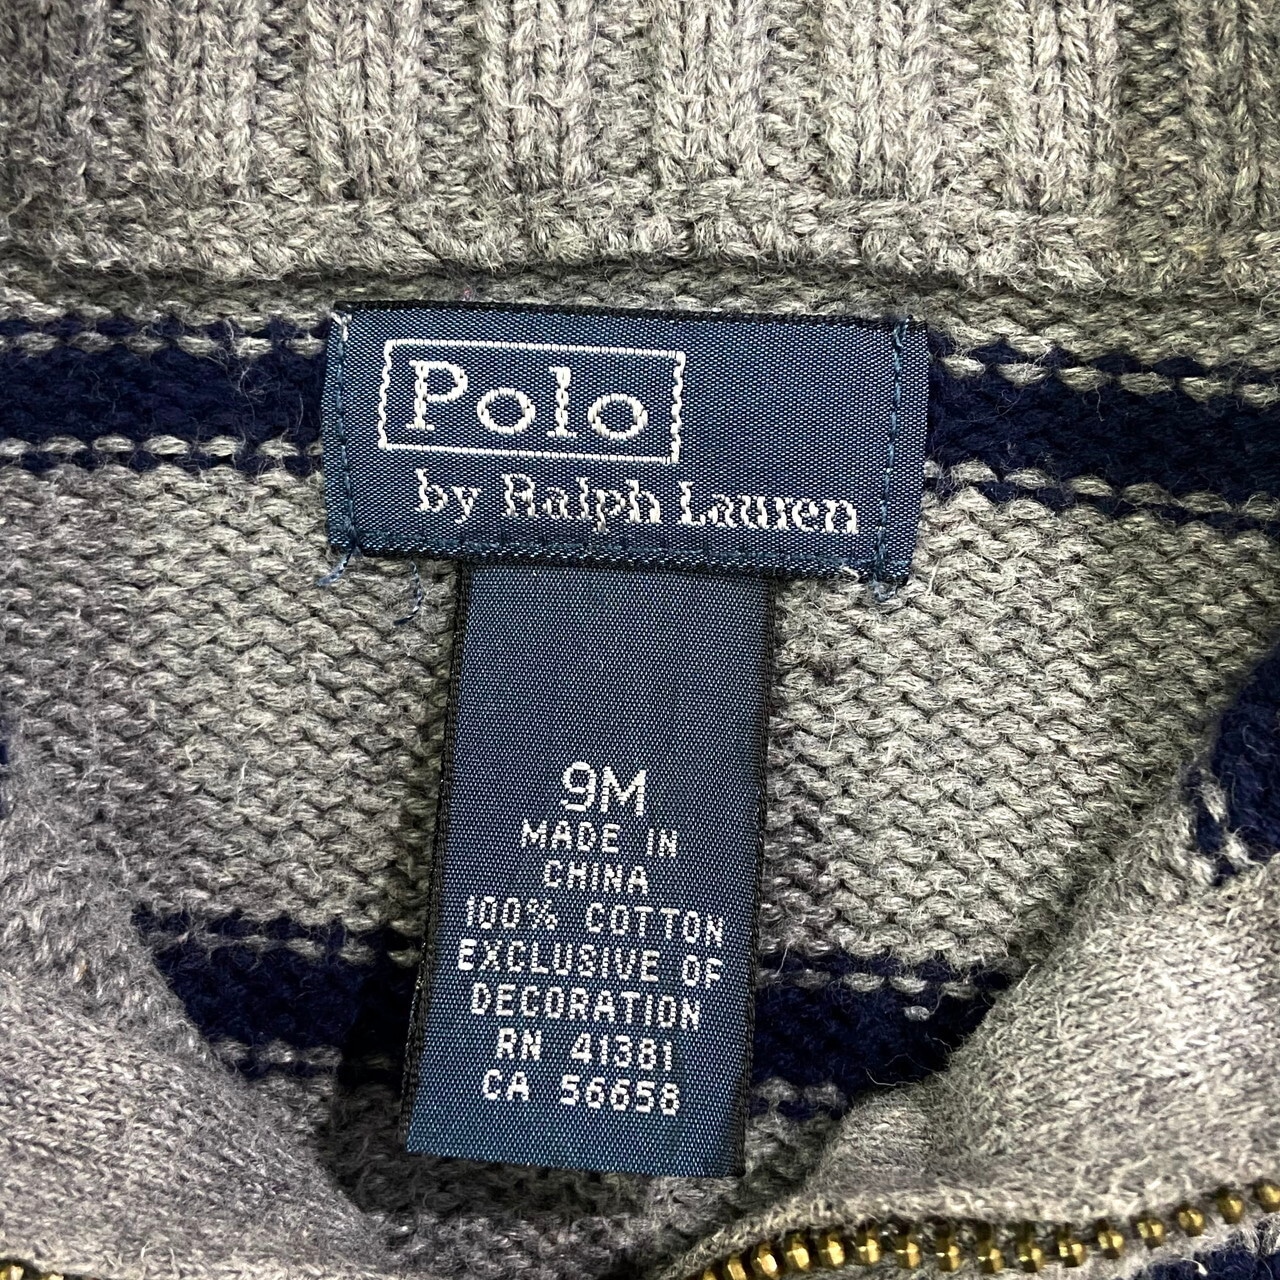 Polo
by Ralph Lauren
9M
MADE IN
CHINA
100% COTTON
EXCLUSIVE OF
DECORATION
RN 41381
CA 56658